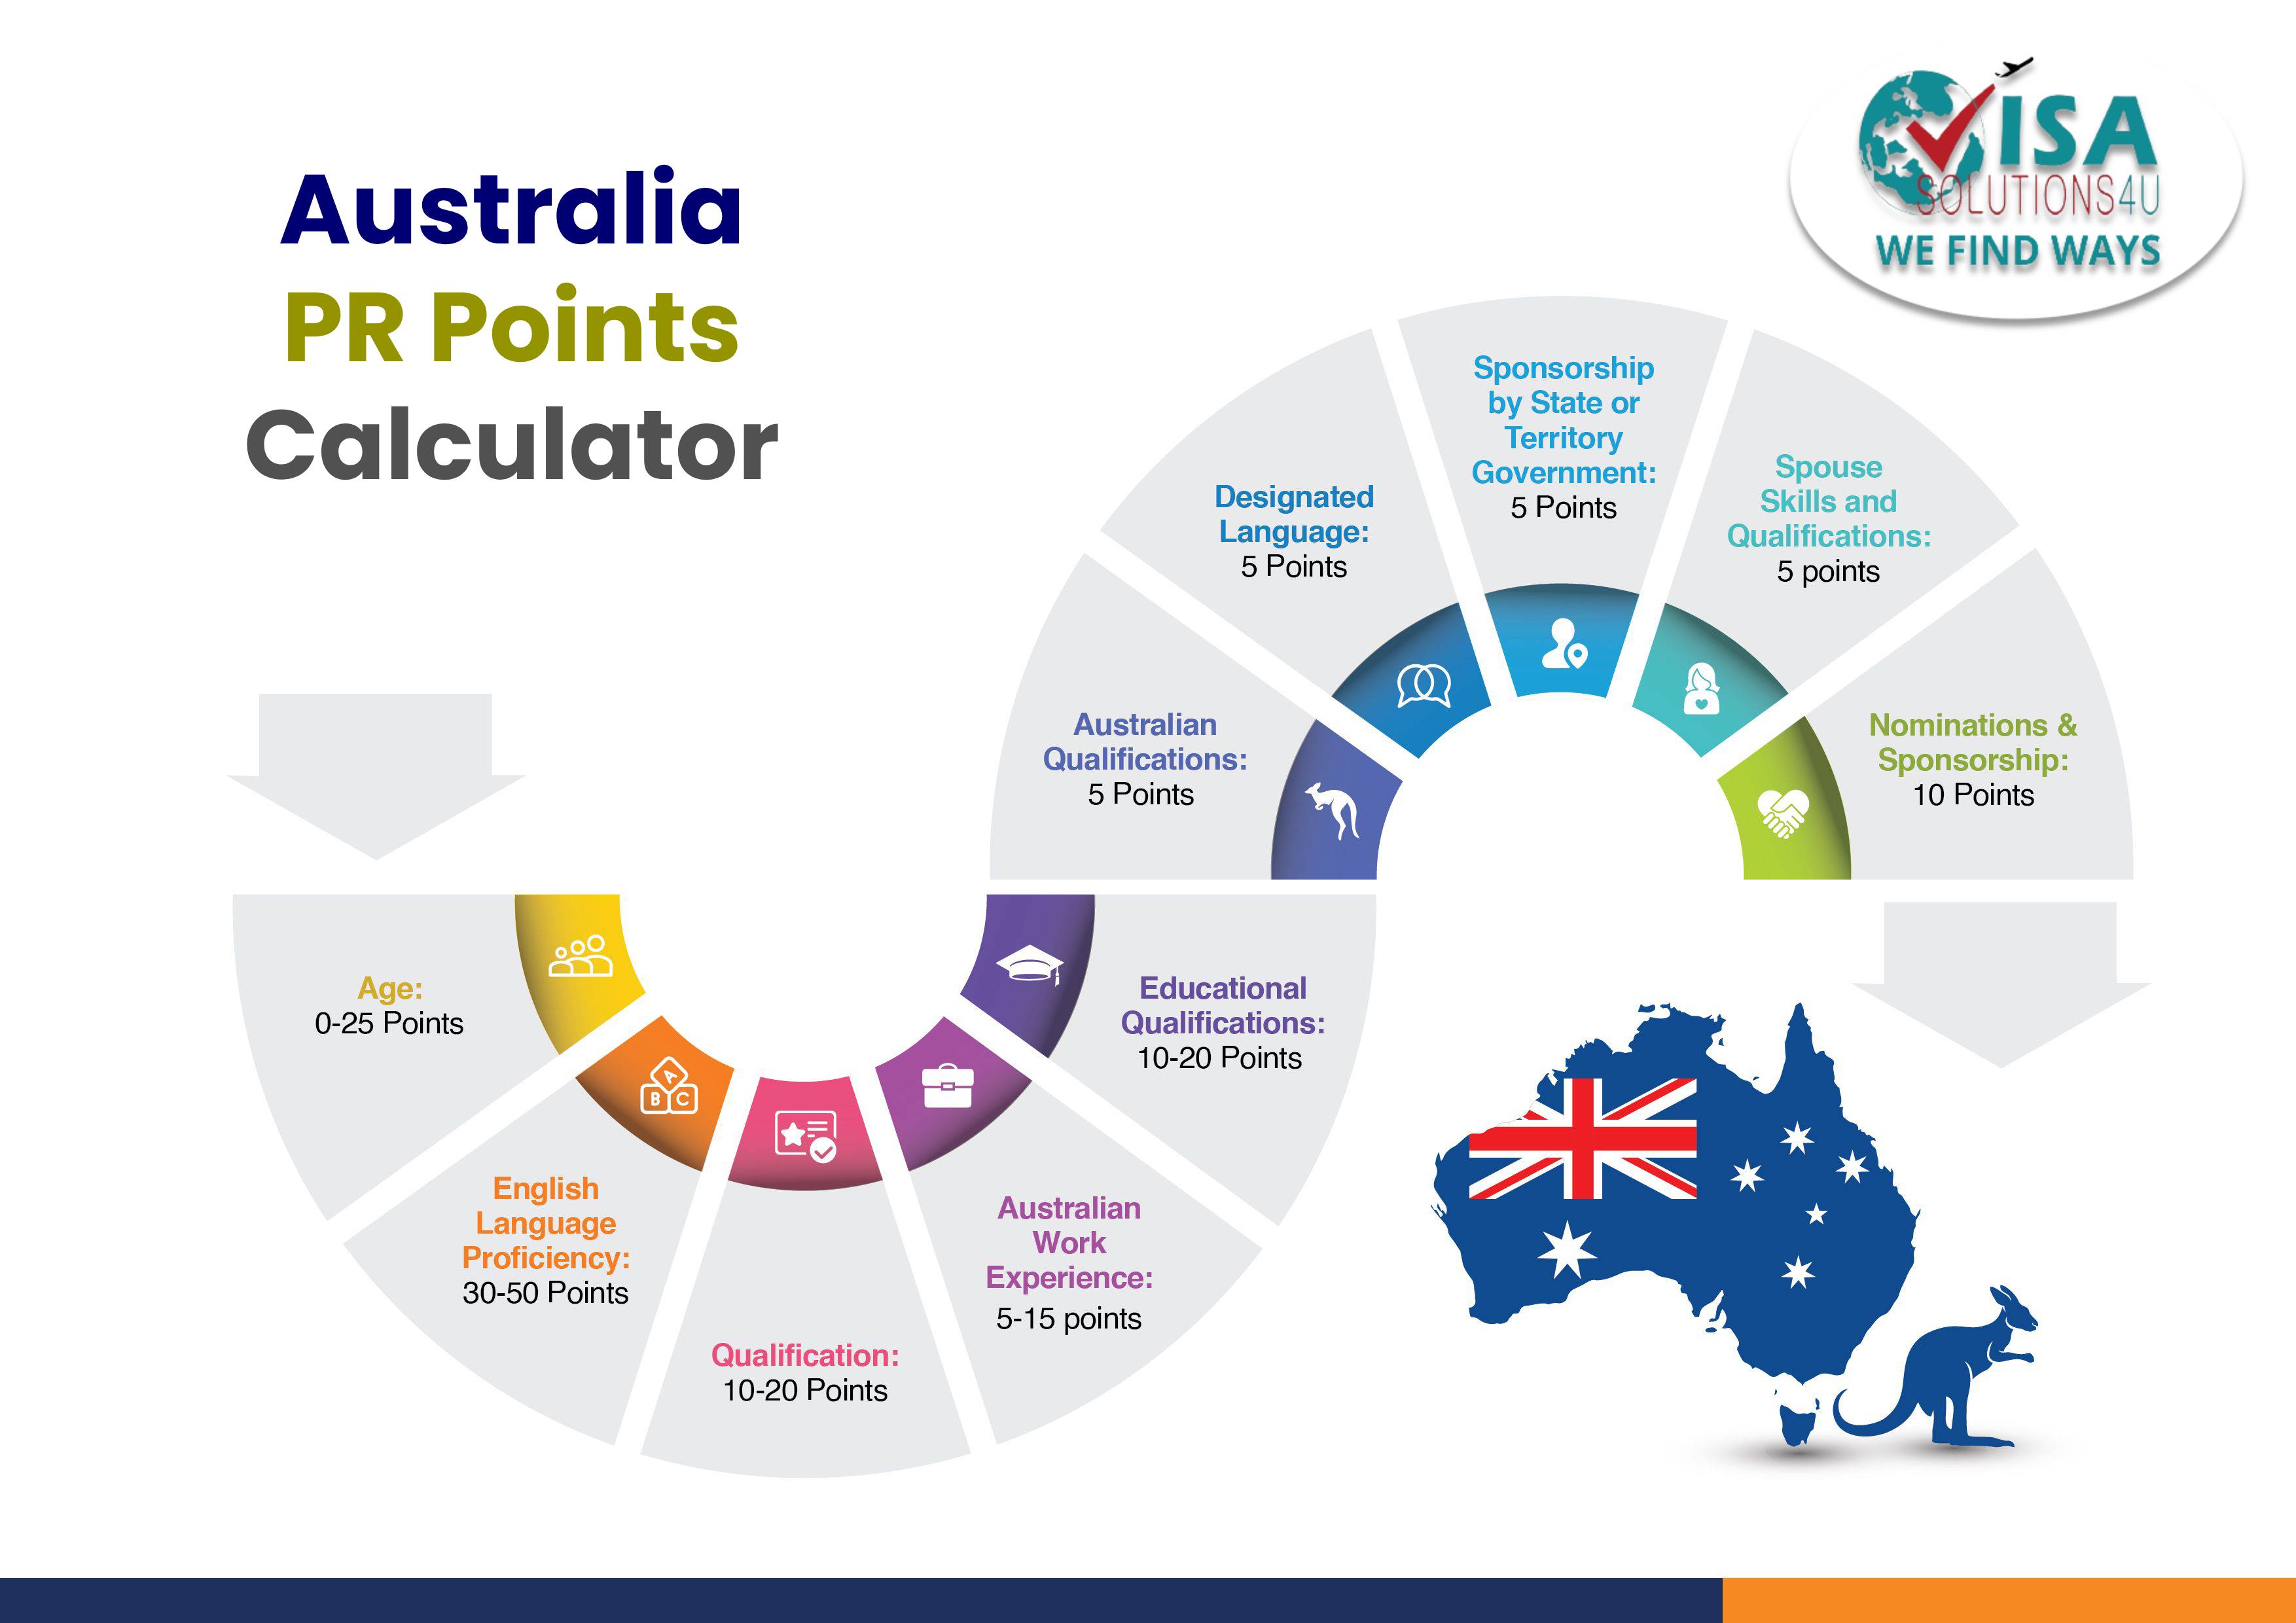 Australia
PR Points
Calculator
VISA
SOLUTIONS4U
WE FIND WAYS
Age:
0-25 Points
English
Language
Proficiency:
30-50 Points
Qualification:
10-20 Points
Australian
Work
Experience:
5-15 points
Educational
Qualifications:
10-20 Points
Australian
Qualifications:
5 Points
Designated
Language:
5 Points
Sponsorship
by State or
Territory
Government:
5 Points
Spouse
Skills and
Qualifications:
5 points
Nominations &
Sponsorship:
10 Points
A
B C